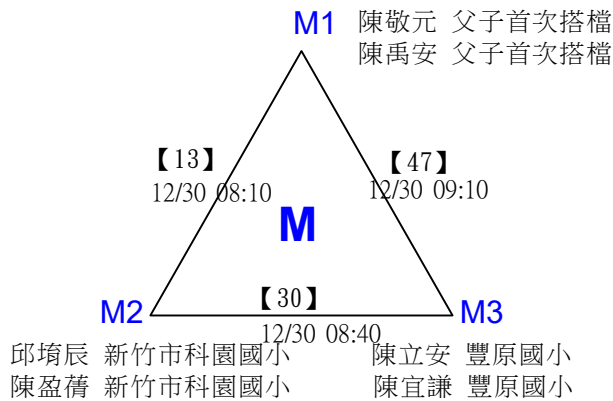 M1 陳敬元 父子首次搭檔
陳禹安 父子首次搭檔
【13】 【47】
12/30 08:10 12/30 09:10
M
M2 【30】 M3
12/30 08:40
邱堉辰 新竹市科園國小 陳立安 豐原國小
陳盈蒨 新竹市科園國小 陳宜謙 豐原國小